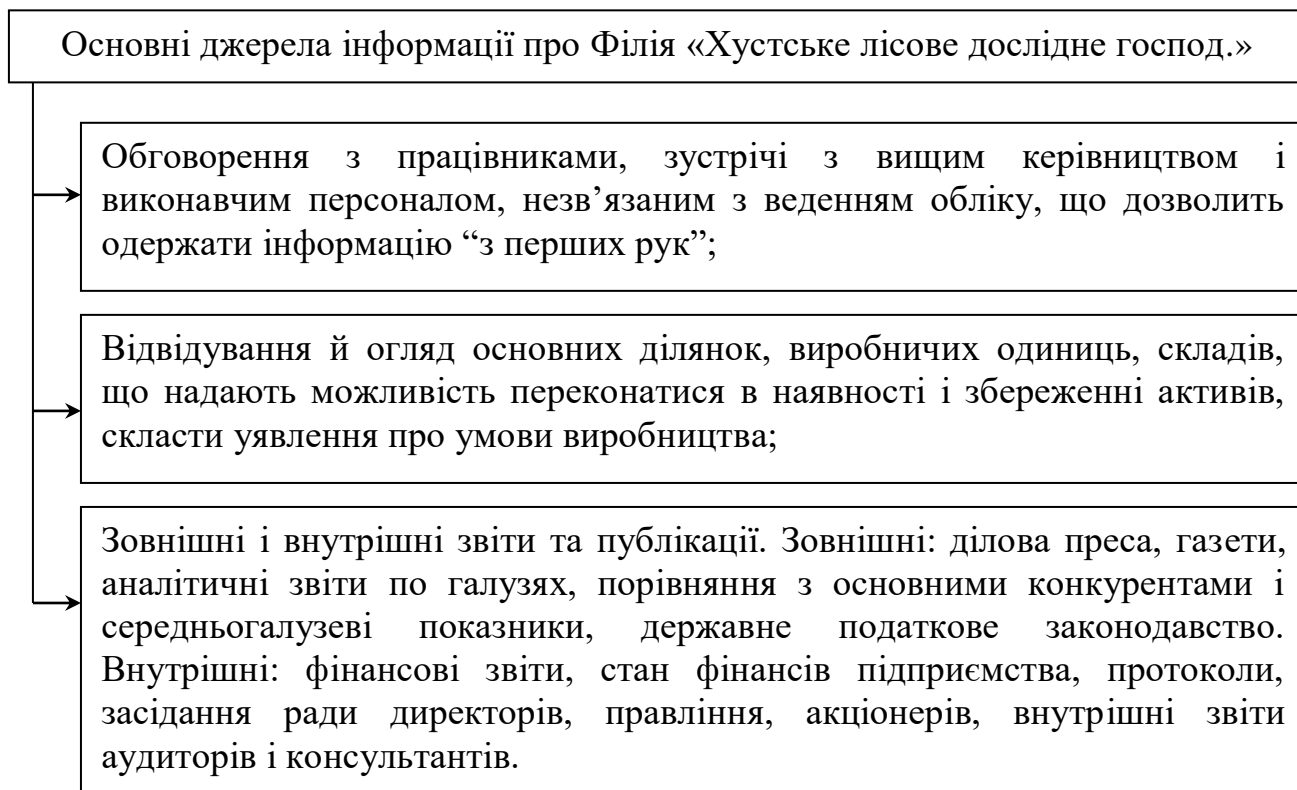 Основні джерела інформації про Філія «Хустське лісове дослідне господ.»
Обговорення з працівниками, зустрічі з вищим керівництвом і
виконавчим персоналом, незв’язаним з веденням обліку, що дозволить
одержати інформацію “з перших рук”;
Відвідування й огляд основних ділянок, виробничих одиниць, складів,
що надають можливість переконатися в наявності і збереженні активів,
скласти уявлення про умови виробництва;
Зовнішні і внутрішні звіти та публікації. Зовнішні: ділова преса, газети,
аналітичні звіти по галузях, порівняння з основними конкурентами і
середньогалузеві показники, державне податкове законодавство.
Внутрішні: фінансові звіти, стан фінансів підприємства, протоколи,
засідання ради директорів, правління, акціонерів, внутрішні звіти
аудиторів і консультантів.